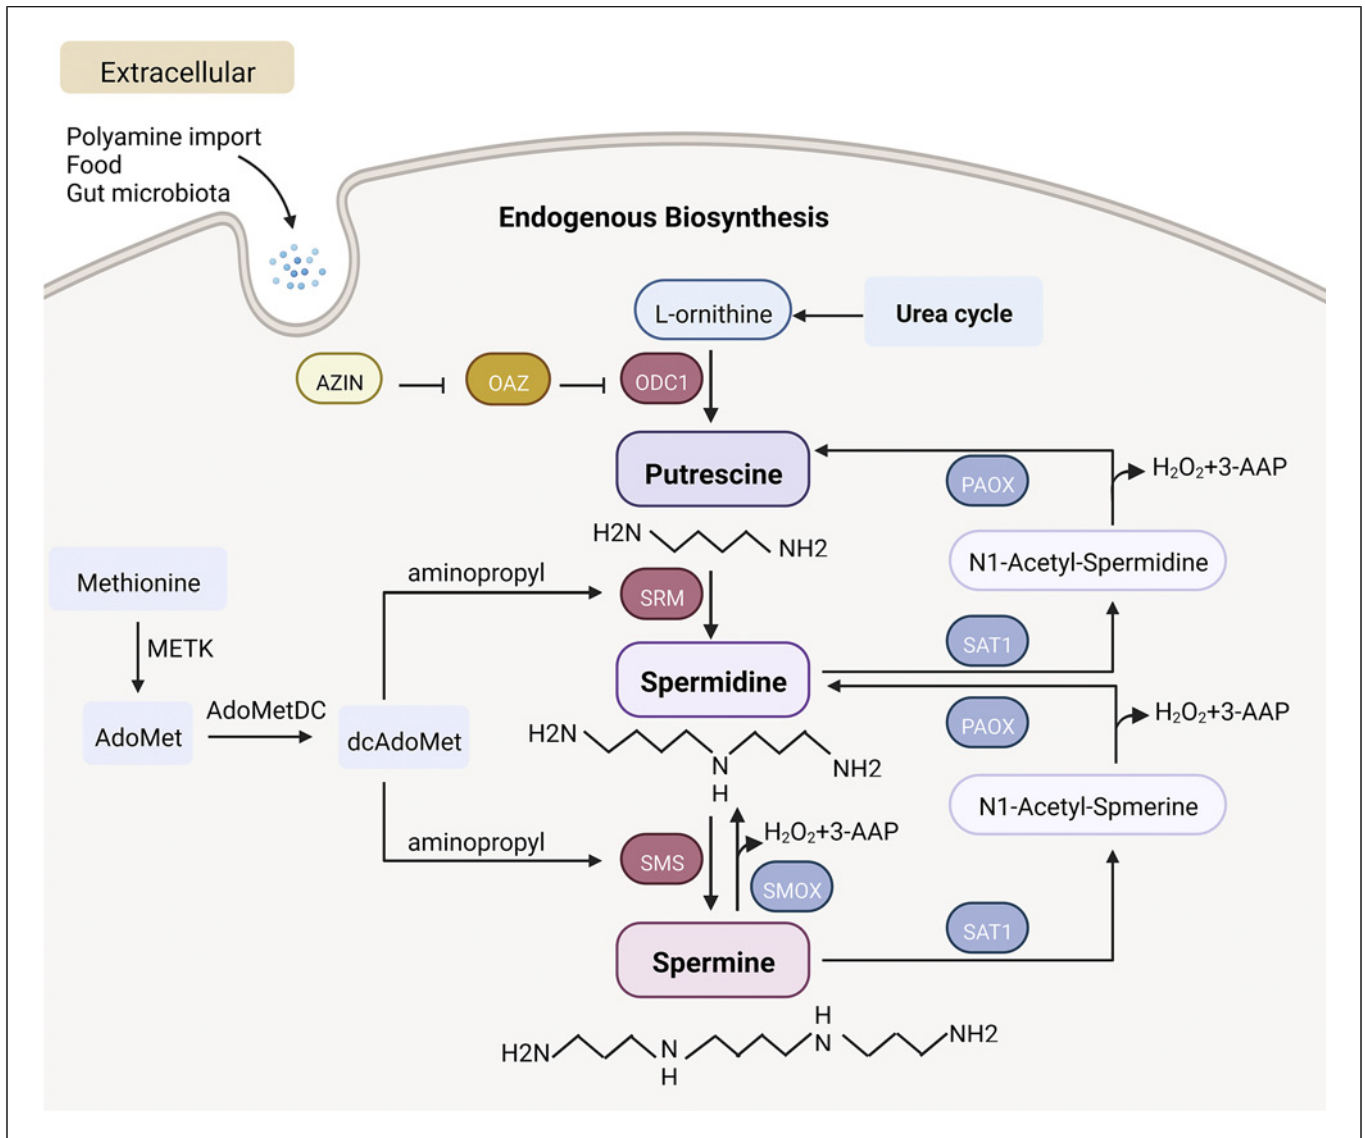 Extracellular
Polyamine import
Food
Gut microbiota
Endogenous Biosynthesis
L-ornithine
Urea cycle
AZIN
OAZ
ODC1
Putrescine
PAOX
H₂O₂+3-AAP
H2N
NH2
N1-Acetyl-Spermidine
Methionine
aminopropyl
SRM
METK
SAT1
Spermidine
AdoMet
AdoMetDC
dcAdoMet
PAOX
H₂O₂+3-AAP
H2N
N
H
NH2
N1-Acetyl-Spmerine
aminopropyl
SMS
H₂O₂+3-AAP
SMOX
SAT1
Spermine
H2N
N
H
H
N
NH2